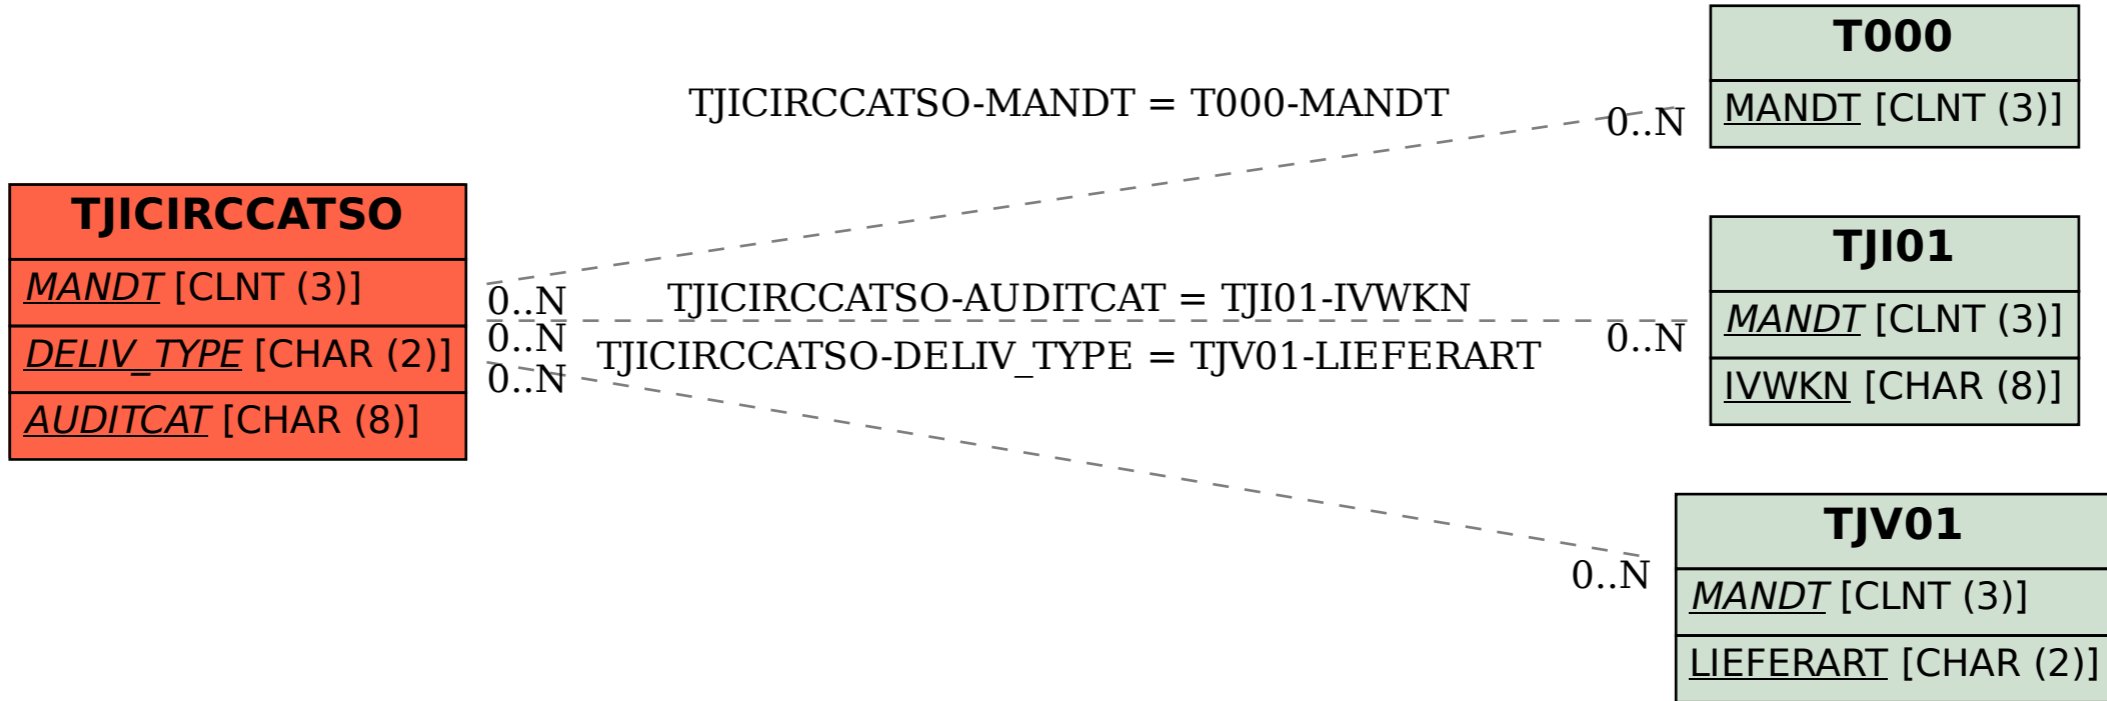 TJICIRCCATSO
MANDT [CLNT (3)]
DELIV_TYPE [CHAR (2)]
AUDITCAT [CHAR (8)]
TJICIRCCATSO-MANDT = T000-MANDT
0..N
0..N
TJICIRCCATSO-AUDITCAT = TJI01-IVWKN
0..N
0..N
TJICIRCCATSO-DELIV_TYPE = TJV01-LIEFERART
0..N
0..N
T000
MANDT [CLNT (3)]
TJI01
MANDT [CLNT (3)]
IVWKN [CHAR (8)]
TJV01
MANDT [CLNT (3)]
LIEFERART [CHAR (2)]